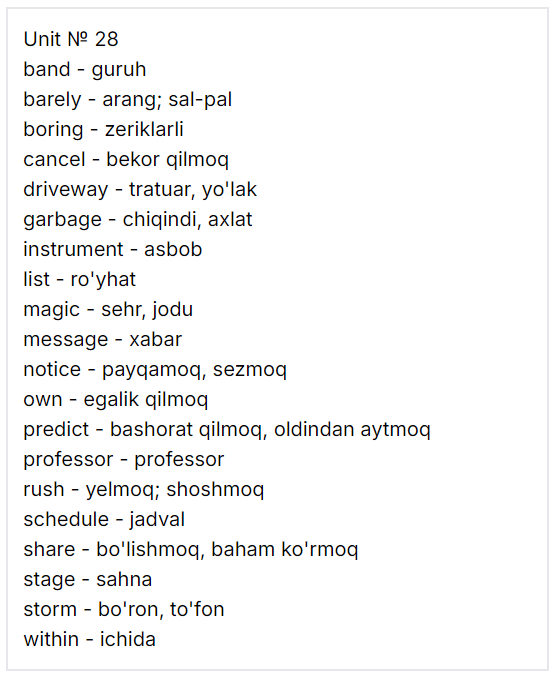 Unit № 28
band - guruh
barely - arang; sal-pal
boring - zeriklarli
cancel - bekor qilmoq
driveway - tratuar, yo'lak
garbage - chiqindi, axlat
instrument - asbob
list - ro'yhat
magic - sehr, jodu
message - xabar
notice - payqamoq, sezmoq
own - egalik qilmoq
predict - bashorat qilmoq, oldindan aytmoq
professor - professor
rush - yelmoq; shoshmoq
schedule - jadval
share - bo'lishmoq, baham ko'rmoq
stage - sahna
storm - bo'ron, to'fon
within - ichida